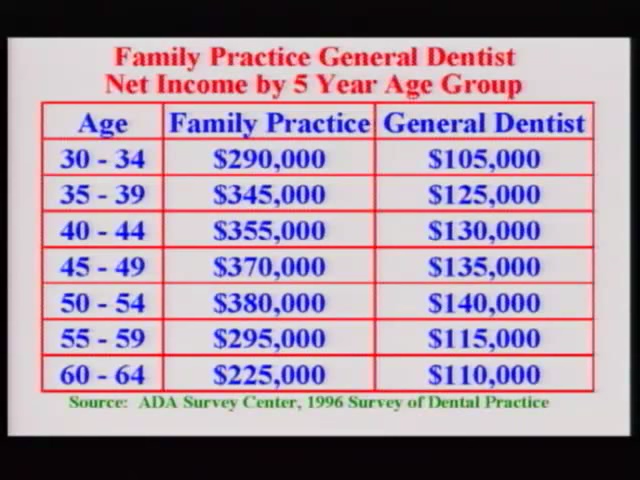 Family Practice General Dentist
Net Income by 5 Year Age Group
Age Family Practice General Dentist
30 - 34 $290,000 $105,000
35 - 39 $345,000 $125,000
40 - 44 $355,000 $130,000
45 - 49 $370,000 $135,000
50 - 54 $380,000 $140,000
55 - 59 $295,000 $115,000
60 - 64 $225,000 $110,000
Source: ADA Survey Center, 1996 Survey of Dental Practice